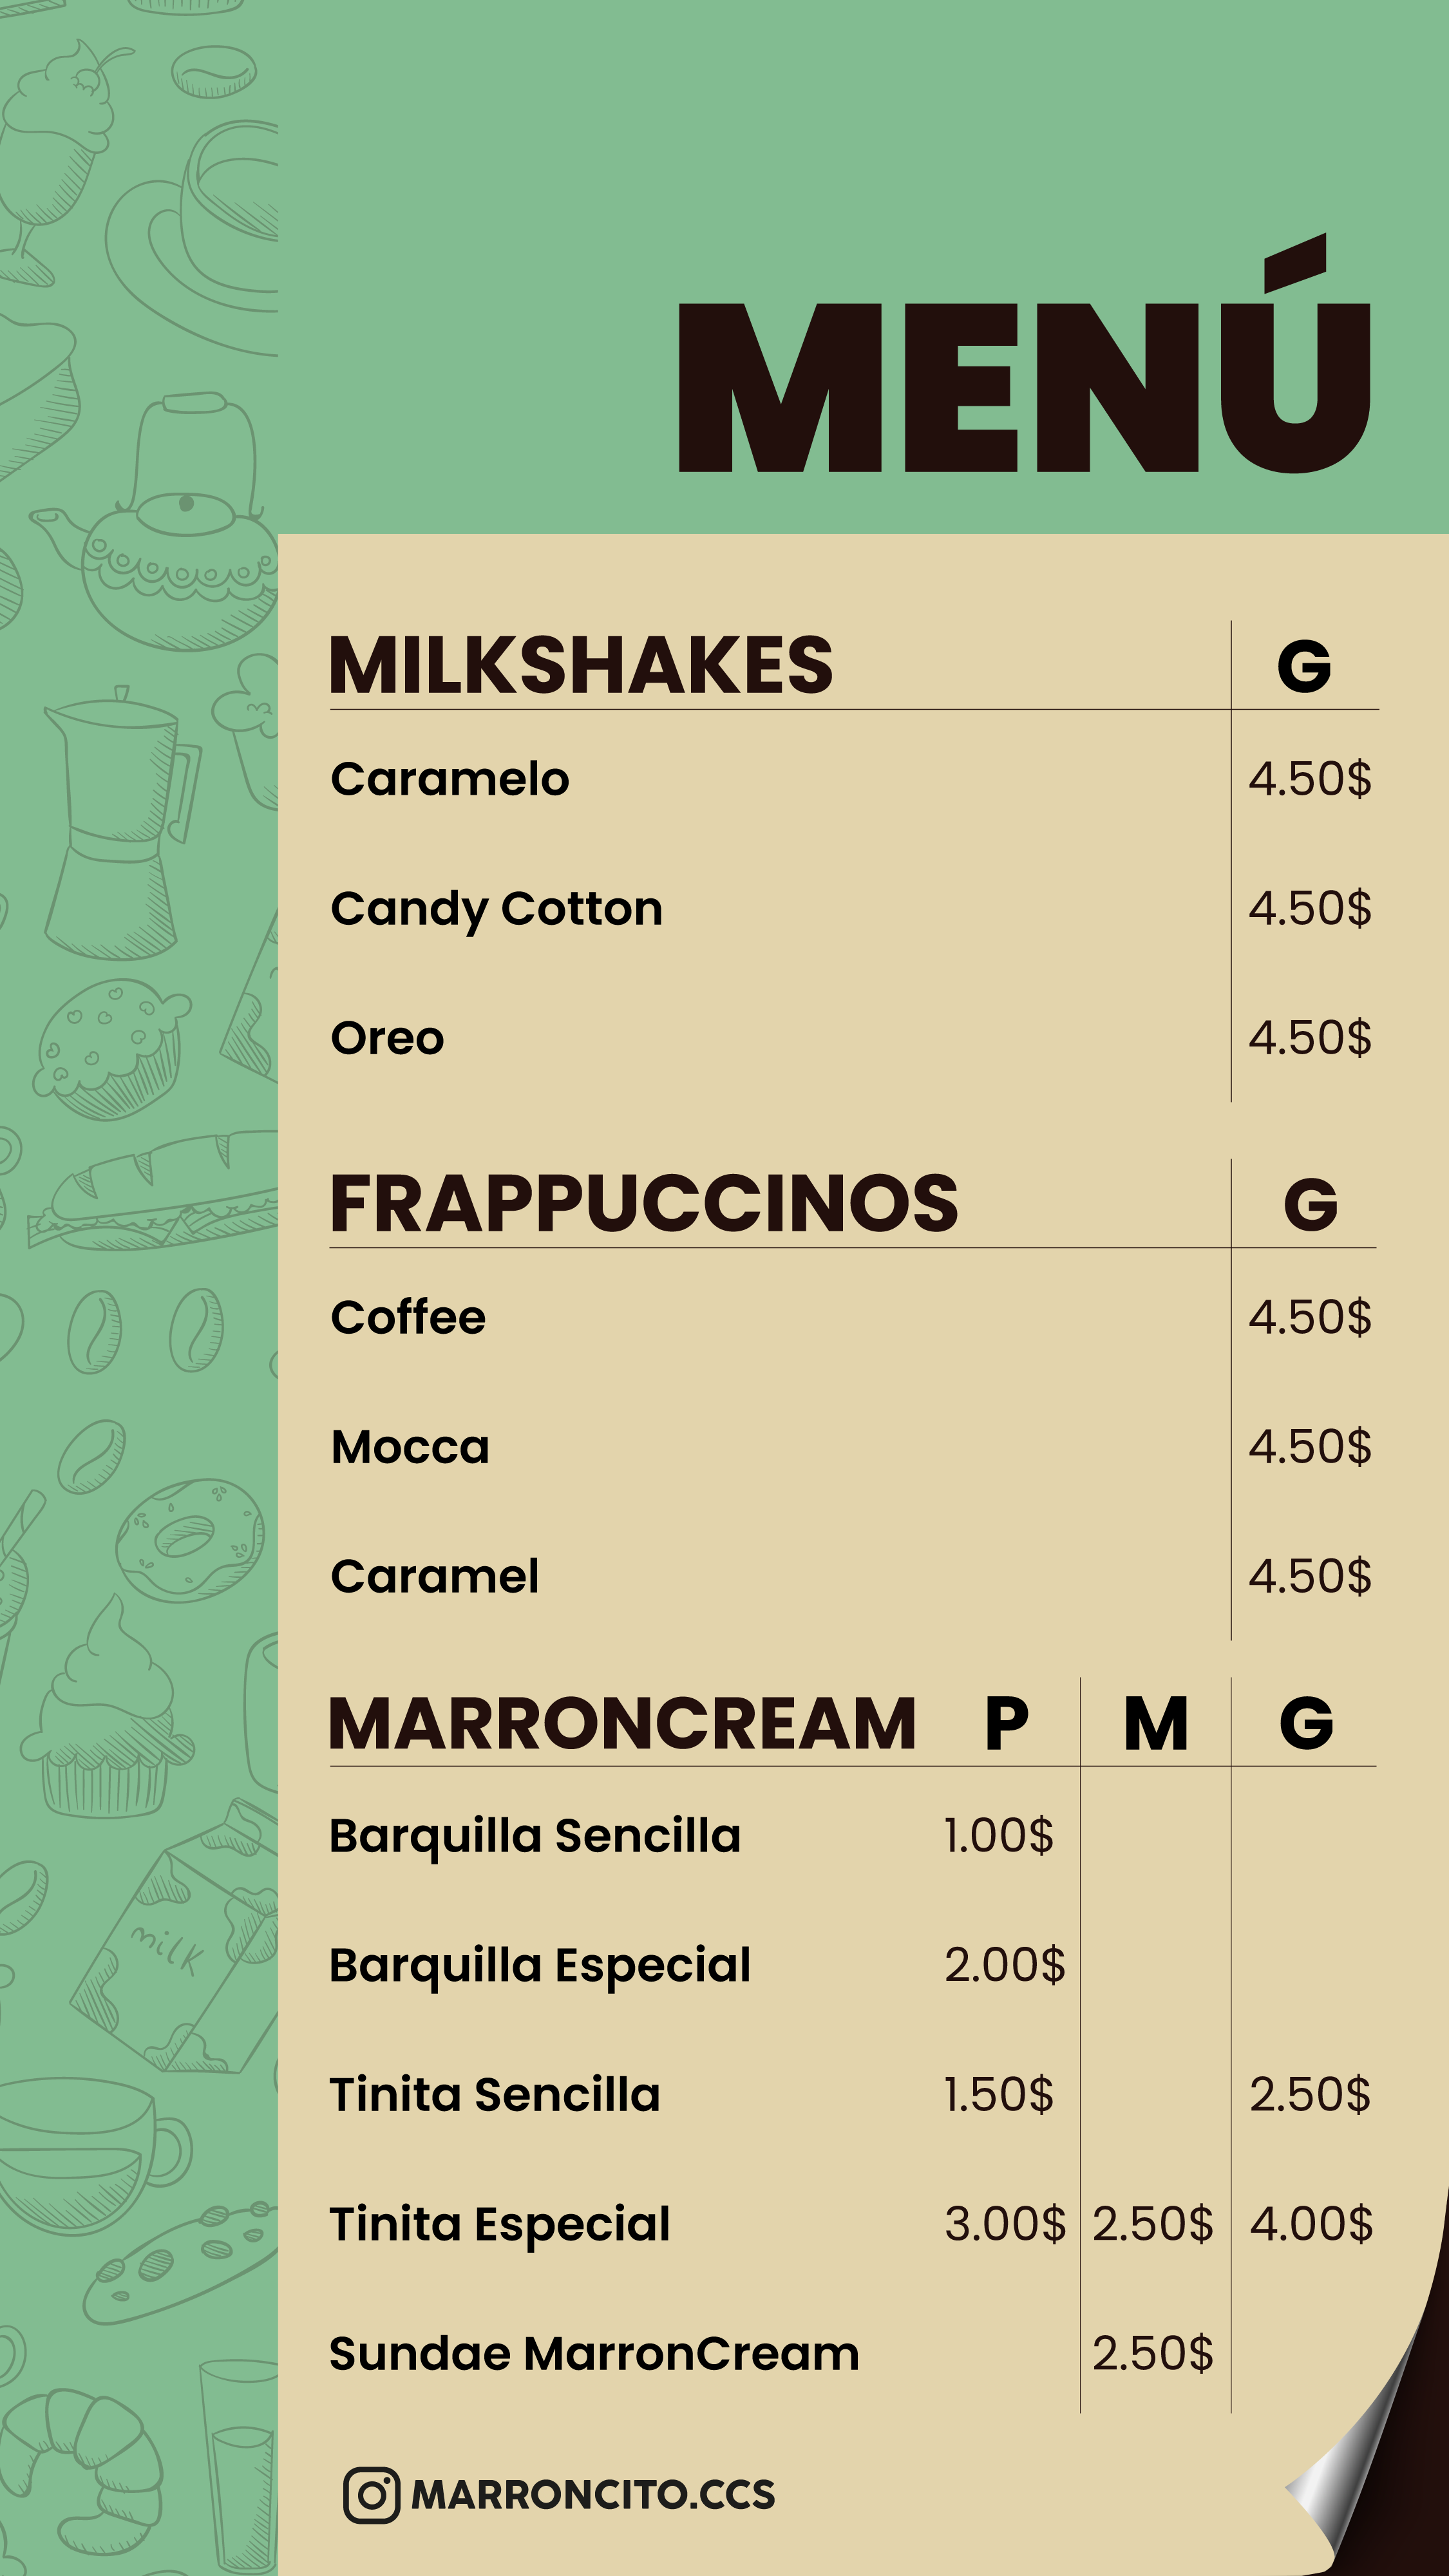 MENÚ
MILKSHAKES G
Caramelo 4.50$
Candy Cotton 4.50$
Oreo 4.50$
FRAPPUCCINOS G
Coffee 4.50$
Mocca 4.50$
Caramel 4.50$
MARRONCREAM P M G
Barquilla Sencilla 1.00$
Barquilla Especial 2.00$
Tinita Sencilla 1.50$ 2.50$
Tinita Especial 3.00$ 2.50$ 4.00$
Sundae MarronCream 2.50$
MARRONCITO.CCS
milk